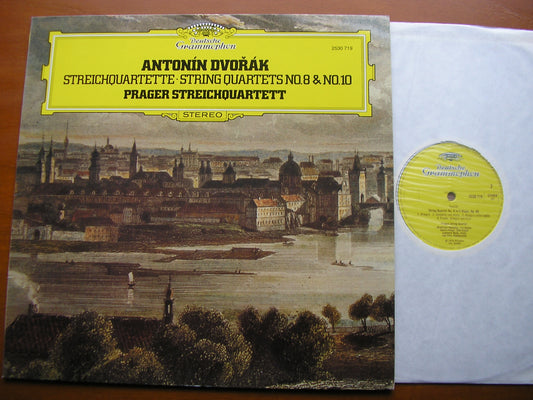 Deutsche
Grammophon
2530 719
ANTONÍN DVOŘÁK
STREICHQUARTETTE · STRING QUARTETS NO.8 & NO.10
PRAGER STREICHQUARTETT
STEREO
Deutsche
Grammophon